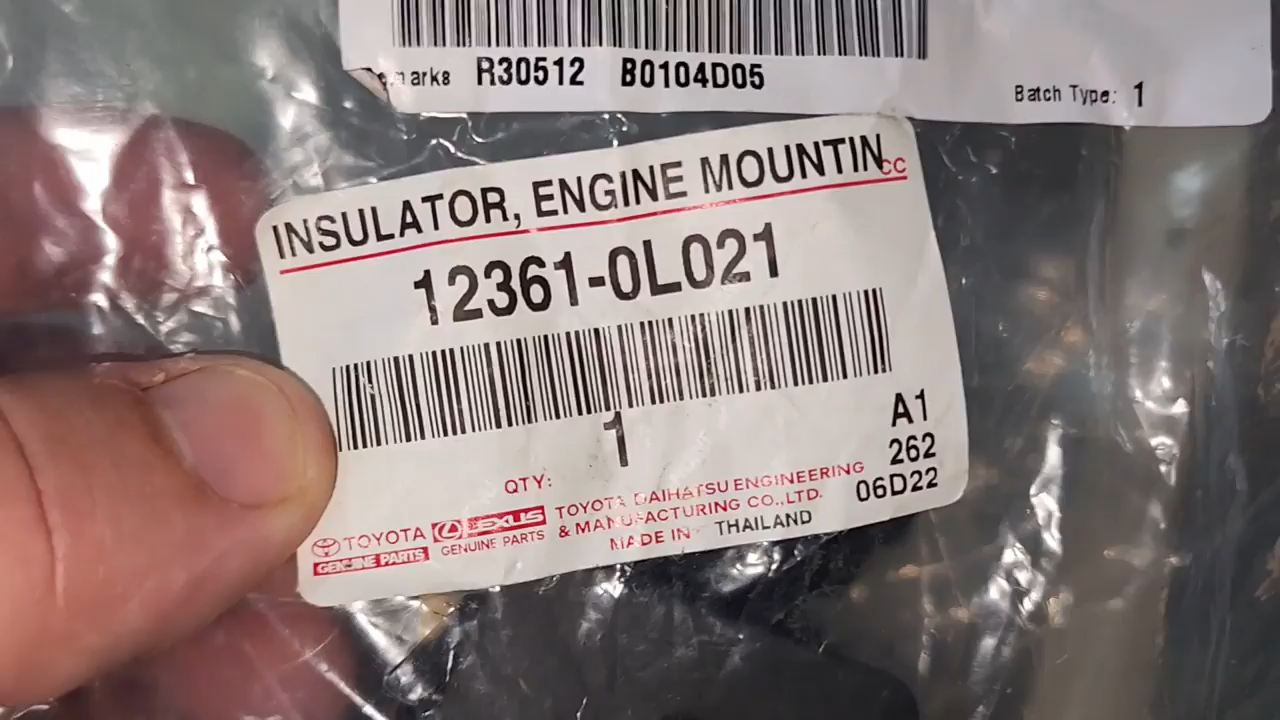 Remarks R30512 B0104D05
Batch Type: 1
INSULATOR, ENGINE MOUNTIN
CC
12361-0L021
1
A1
262
06D22
QTY:
TOYOTA
GENUINE PARTS
LEXUS
GENUINE PARTS
TOYOTA DAIHATSU ENGINEERING
& MANUFACTURING CO.,LTD.
MADE IN THAILAND